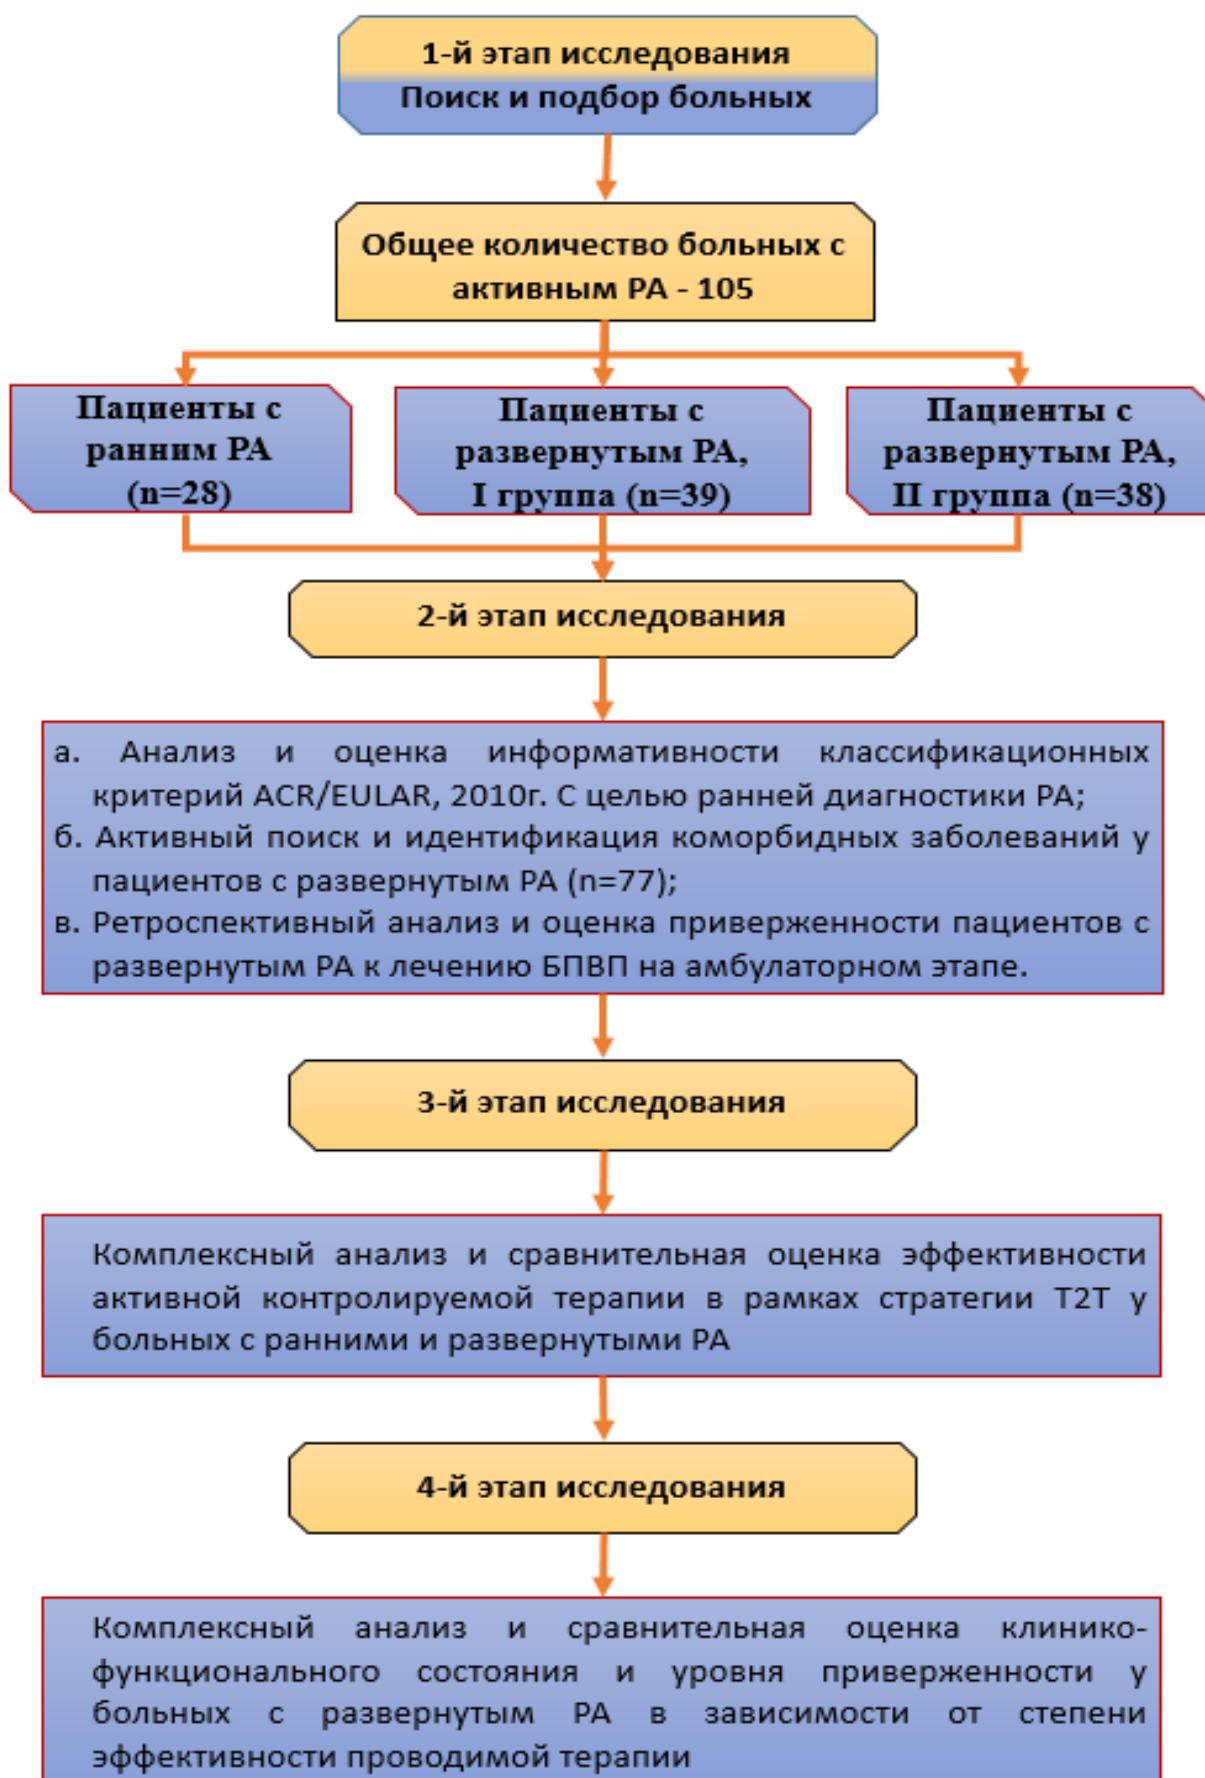 1-й этап исследования
Поиск и подбор больных
Общее количество больных с
активным РА - 105
Пациенты с
ранним РА
(n=28)
Пациенты с
развернутым РА,
I группа (n=39)
Пациенты с
развернутым РА,
II группа (n=38)
2-й этап исследования
а. Анализ и оценка информативности классификационных
критерий ACR/EULAR, 2010г. С целью ранней диагностики РА;
б. Активный поиск и идентификация коморбидных заболеваний у
пациентов с развернутым РА (n=77);
в. Ретроспективный анализ и оценка приверженности пациентов с
развернутым РА к лечению БПВП на амбулаторном этапе.
3-й этап исследования
Комплексный анализ и сравнительная оценка эффективности
активной контролируемой терапии в рамках стратегии Т2Т у
больных с ранними и развернутыми РА
4-й этап исследования
Комплексный анализ и сравнительная оценка клинико-
функционального состояния и уровня приверженности у
больных с развернутым РА в зависимости от степени
эффективности проводимой терапии